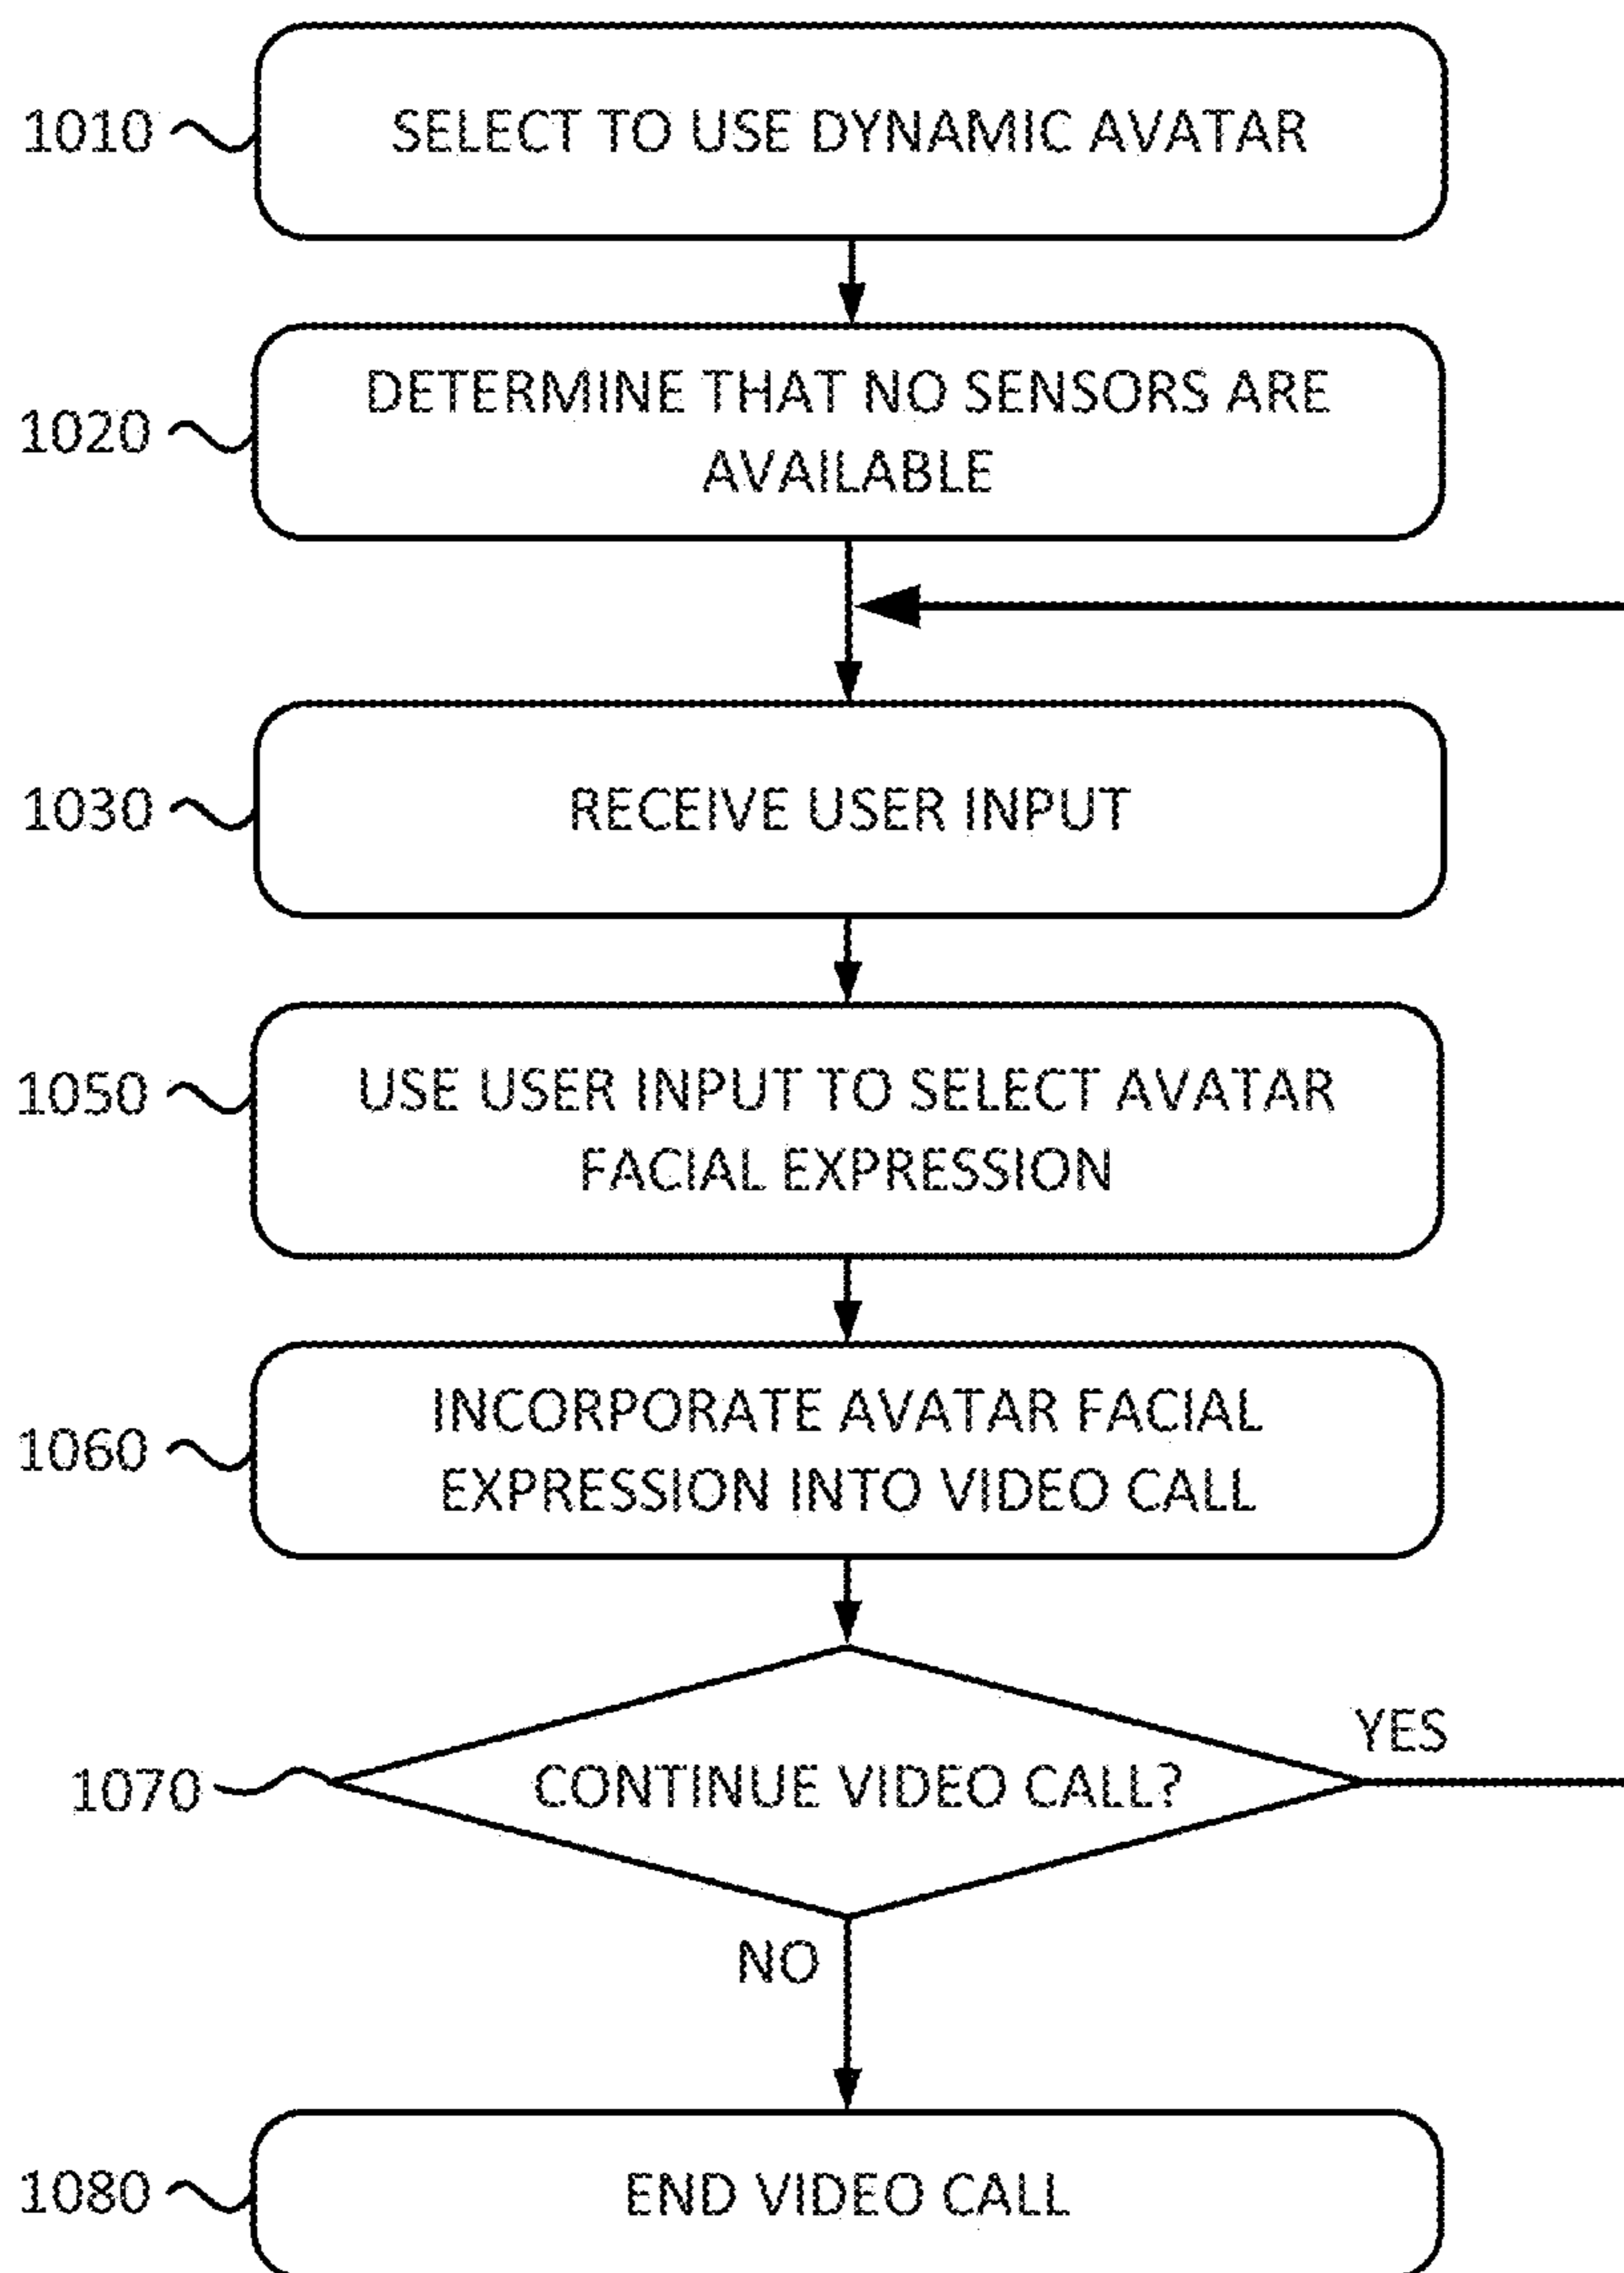 1010
SELECT TO USE DYNAMIC AVATAR
1020
DETERMINE THAT NO SENSORS ARE
AVAILABLE
1030
RECEIVE USER INPUT
1050
USE USER INPUT TO SELECT AVATAR
FACIAL EXPRESSION
1060
INCORPORATE AVATAR FACIAL
EXPRESSION INTO VIDEO CALL
1070
CONTINUE VIDEO CALL?
YES
NO
1080
END VIDEO CALL